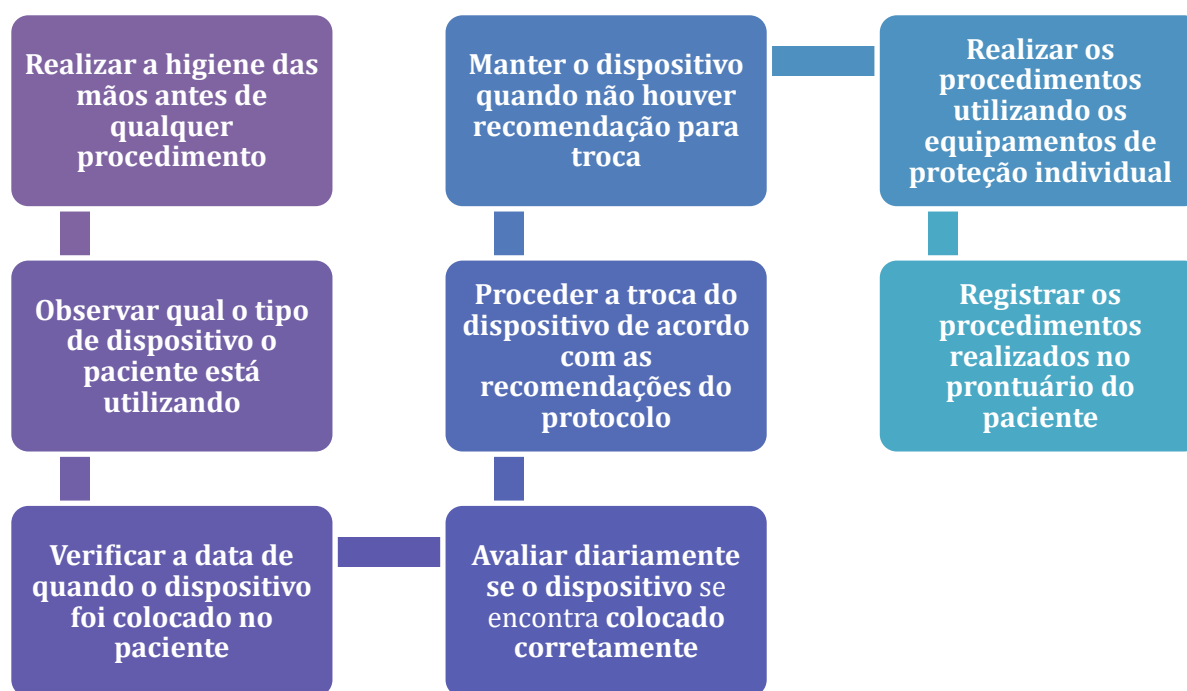 Realizar a higiene das
mãos antes de
qualquer
procedimento
Observar qual o tipo
de dispositivo o
paciente está
utilizando
Verificar a data de
quando o dispositivo
foi colocado no
paciente
Avaliar diariamente
se o dispositivo se
encontra colocado
corretamente
Proceder a troca do
dispositivo de acordo
com as
recomendações do
protocolo
Manter o dispositivo
quando não houver
recomendação para
troca
Realizar os
procedimentos
utilizando os
equipamentos de
proteção individual
Registrar os
procedimentos
realizados no
prontuário do
paciente